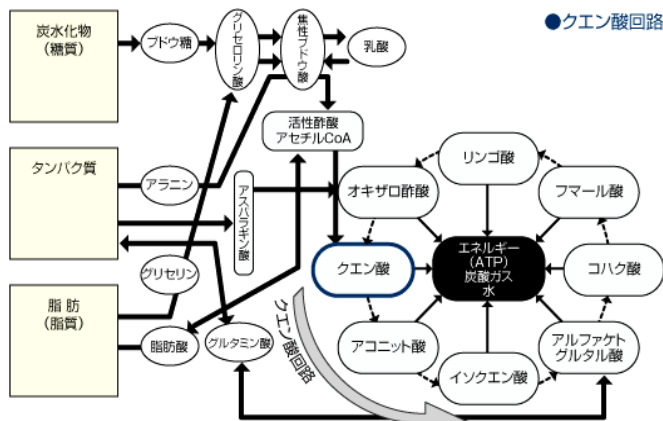 ●クエン酸回路
炭水化物
(糖質)
ブドウ糖
グリセロリン酸
焦性ブドウ酸
乳酸
活性酢酸
アセチルCoA
タンパク質
アラニン
アスパラギン酸
グリセリン
脂肪
(脂質)
脂肪酸
グルタミン酸
クエン酸回路
リンゴ酸
オキザロ酢酸
フマール酸
クエン酸
エネルギー
(ATP)
炭酸ガス
水
コハク酸
アコニット酸
イソクエン酸
アルファケト
グルタル酸